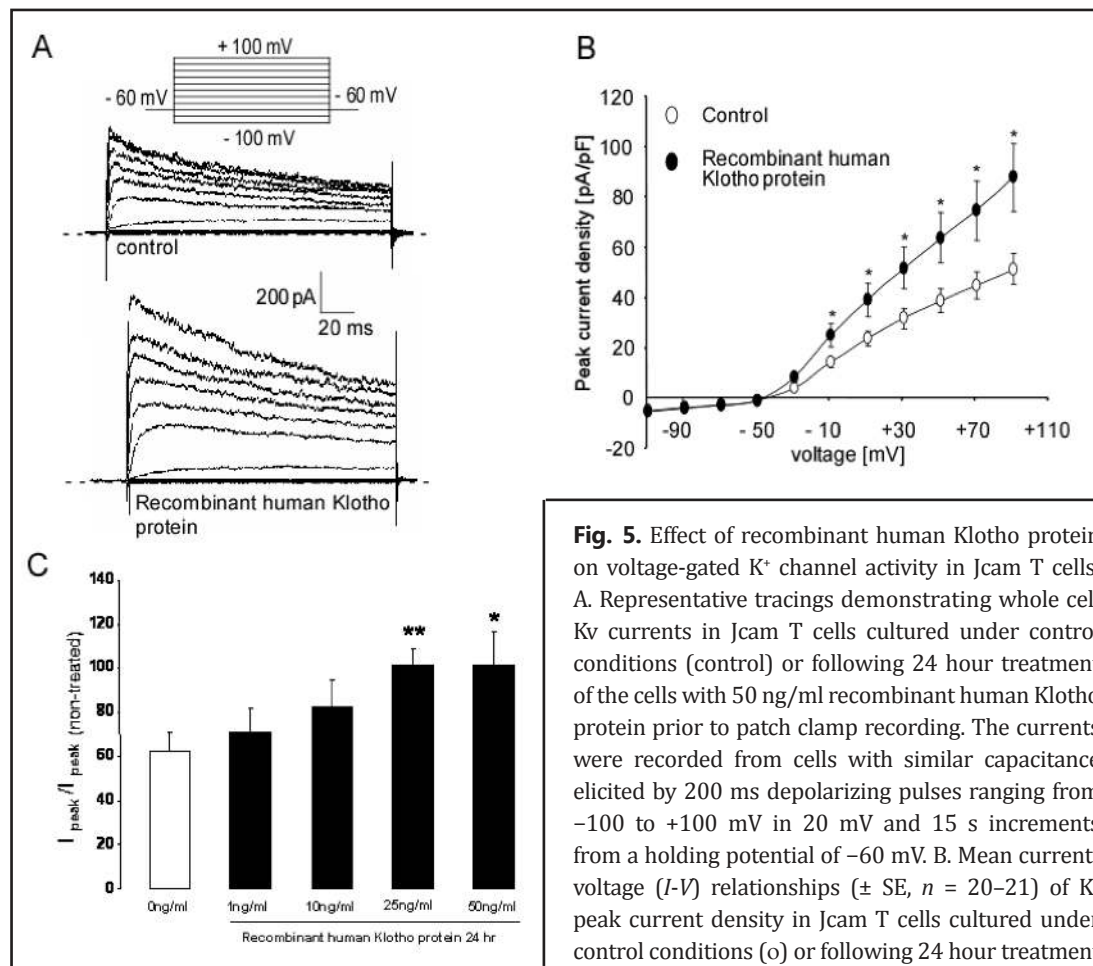 A
+ 100 mV
- 60 mV
- 60 mV
- 100 mV
control
200 pA
20 ms
Recombinant human Klotho
protein
B
Control
Recombinant human
Klotho protein
Peak current density [pA/pF]
120
100
80
60
40
20
0
-20
* * * * * *
-90
- 50
- 10
+30
+70
+110
voltage [mV]
C
I peak /I peak (non-treated)
140
120
100
80
60
40
20
0
**
*
0ng/ml
1ng/ml
10ng/ml
25ng/ml
50ng/ml
Recombinant human Klotho protein 24 hr
Fig. 5. Effect of recombinant human Klotho protein
on voltage-gated K⁺ channel activity in Jcam T cells
A. Representative tracings demonstrating whole cel
Kv currents in Jcam T cells cultured under contro
conditions (control) or following 24 hour treatment
of the cells with 50 ng/ml recombinant human Klotho
protein prior to patch clamp recording. The currents
were recorded from cells with similar capacitance
elicited by 200 ms depolarizing pulses ranging from
−100 to +100 mV in 20 mV and 15 s increments
from a holding potential of −60 mV. B. Mean current
voltage (I-V) relationships (± SE, n = 20–21) of K
peak current density in Jcam T cells cultured under
control conditions (o) or following 24 hour treatment